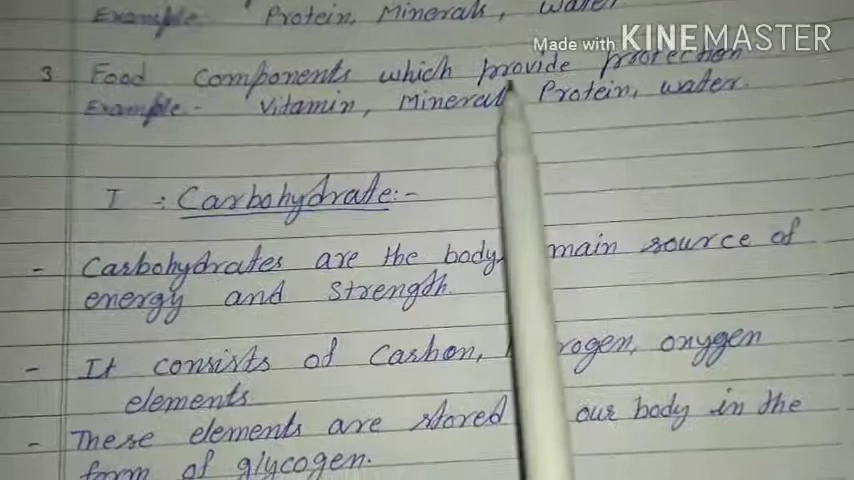 Example Protein, Minerals, Water
Made with KINEMASTER
3 Food components which provide protection
Example - Vitamin, Mineral Protein, water.
I :- Carbohydrate:-
- Carbohydrates are the body main source of
energy and strength.
- It consists of Carbon, rogen, oxygen
elements.
- These elements are stored our body in the
form of glycogen.